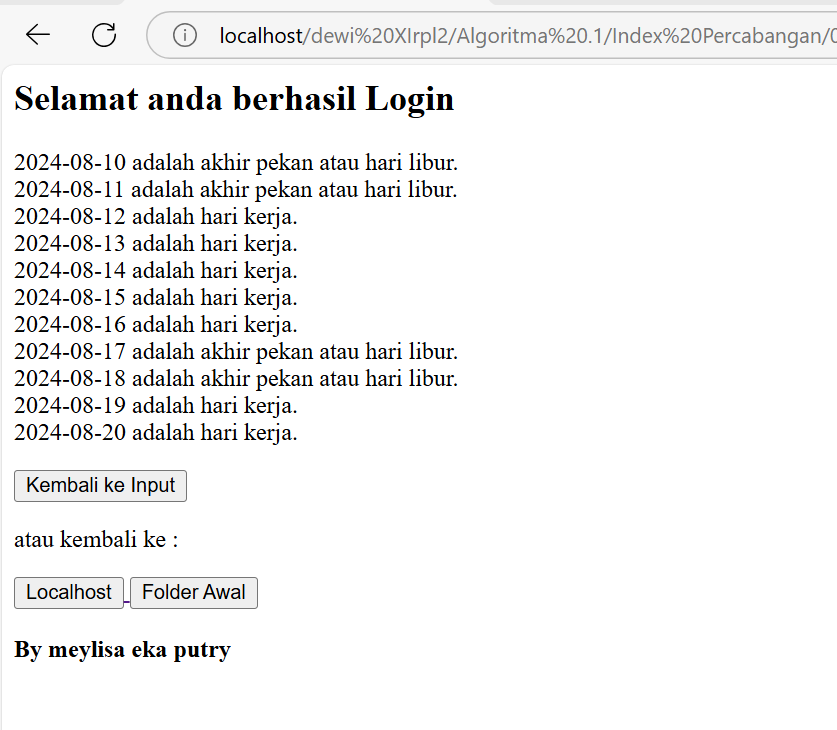 localhost/dewi%20XIrpl2/Algoritma%20.1/Index%20Percabangan/0
Selamat anda berhasil Login
2024-08-10 adalah akhir pekan atau hari libur.
2024-08-11 adalah akhir pekan atau hari libur.
2024-08-12 adalah hari kerja.
2024-08-13 adalah hari kerja.
2024-08-14 adalah hari kerja.
2024-08-15 adalah hari kerja.
2024-08-16 adalah hari kerja.
2024-08-17 adalah akhir pekan atau hari libur.
2024-08-18 adalah akhir pekan atau hari libur.
2024-08-19 adalah hari kerja.
2024-08-20 adalah hari kerja.
Kembali ke Input
atau kembali ke :
Localhost Folder Awal
By meylisa eka putry